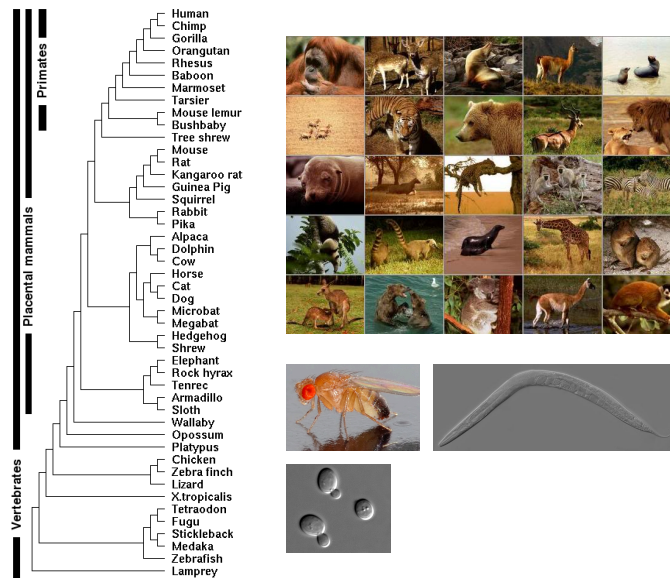 Primates
Placental mammals
Vertebrates
Human
Chimp
Gorilla
Orangutan
Rhesus
Baboon
Marmoset
Tarsier
Mouse lemur
Bushbaby
Tree shrew
Mouse
Rat
Kangaroo rat
Guinea Pig
Squirrel
Rabbit
Pika
Alpaca
Dolphin
Cow
Horse
Cat
Dog
Microbat
Megabat
Hedgehog
Shrew
Elephant
Rock hyrax
Tenrec
Armadillo
Sloth
Wallaby
Opossum
Platypus
Chicken
Zebra finch
Lizard
X.tropicalis
Tetraodon
Fugu
Stickleback
Medaka
Zebrafish
Lamprey